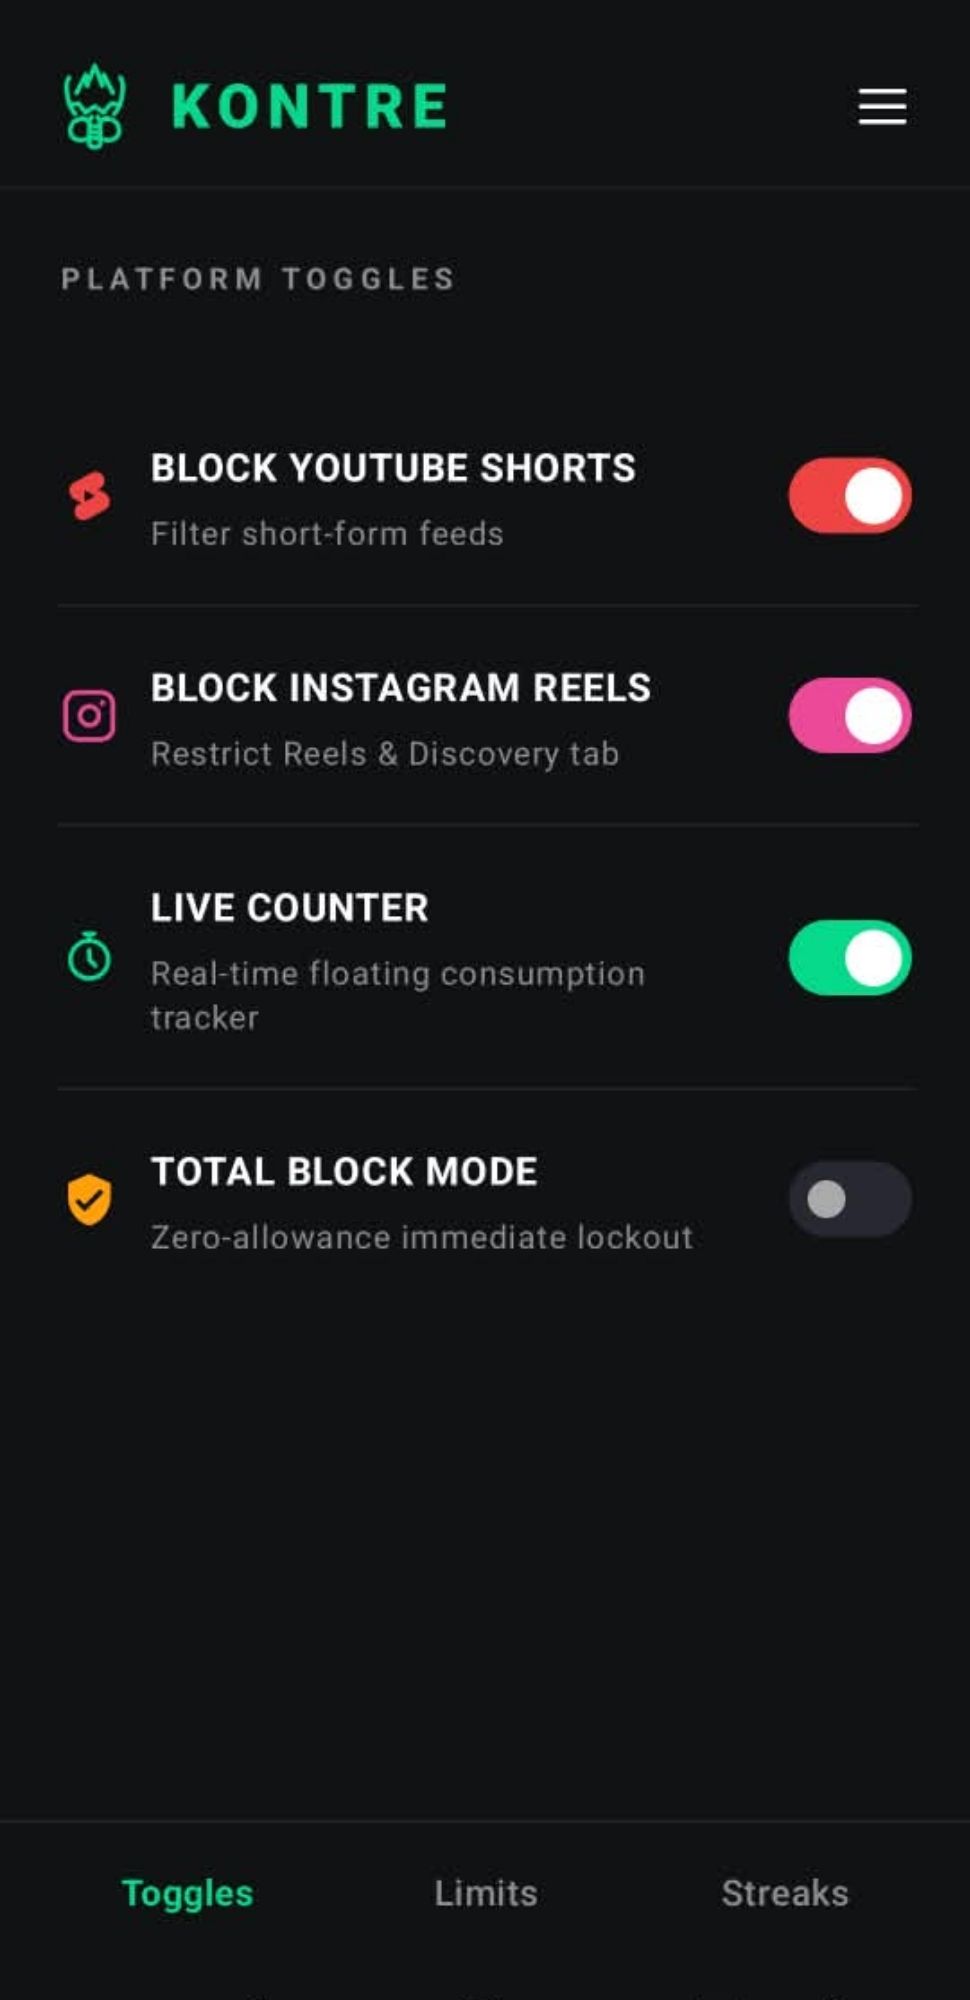 KONTRE
PLATFORM TOGGLES
BLOCK YOUTUBE SHORTS
Filter short-form feeds
BLOCK INSTAGRAM REELS
Restrict Reels & Discovery tab
LIVE COUNTER
Real-time floating consumption
tracker
TOTAL BLOCK MODE
Zero-allowance immediate lockout
Toggles Limits Streaks